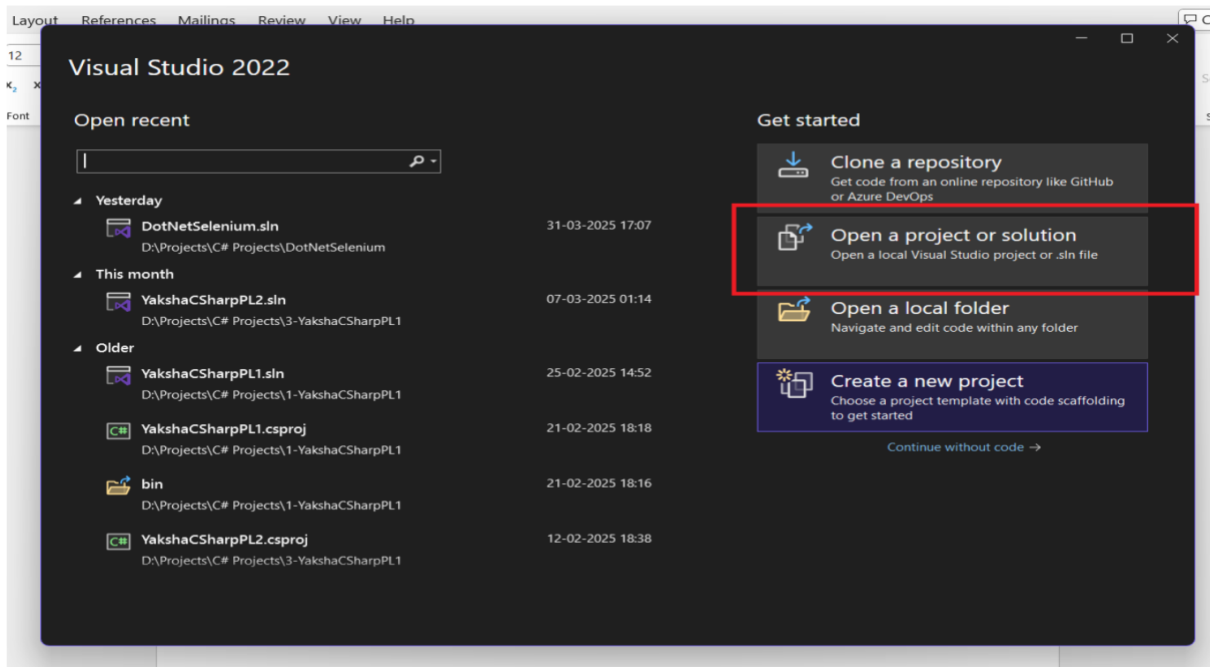 Layout References Mailings Review View Help
12
Font
Visual Studio 2022
Open recent
Yesterday
DotNetSelenium.sln 31-03-2025 17:07
D:\Projects\C# Projects\DotNetSelenium
This month
YakshaCSharpPL2.sln 07-03-2025 01:14
D:\Projects\C# Projects\3-YakshaCSharpPL1
Older
YakshaCSharpPL1.sln 25-02-2025 14:52
D:\Projects\C# Projects\1-YakshaCSharpPL1
YakshaCSharpPL1.csproj 21-02-2025 18:18
D:\Projects\C# Projects\1-YakshaCSharpPL1
bin 21-02-2025 18:16
D:\Projects\C# Projects\1-YakshaCSharpPL1
YakshaCSharpPL2.csproj 12-02-2025 18:38
D:\Projects\C# Projects\3-YakshaCSharpPL1
Get started
Clone a repository
Get code from an online repository like GitHub
or Azure DevOps
Open a project or solution
Open a local Visual Studio project or .sln file
Open a local folder
Navigate and edit code within any folder
Create a new project
Choose a project template with code scaffolding
to get started
Continue without code →